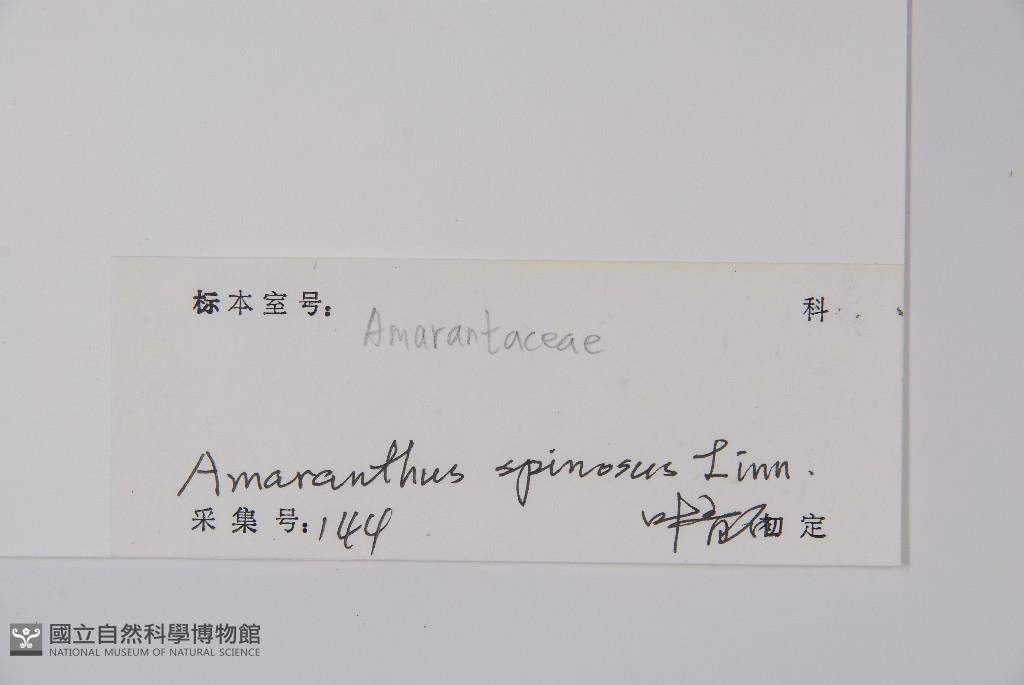 标本室号: 科
Amarantaceae
Amaranthus spinosus Linn.
采集号: 144 叶 定
國立自然科學博物館
NATIONAL MUSEUM OF NATURAL SCIENCE